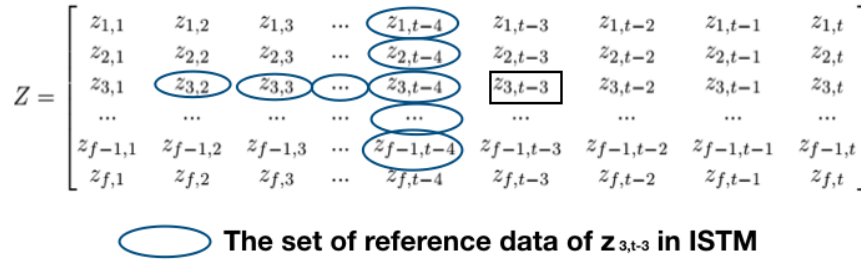 z1,1 z1,2 z1,3 ... z1,t−4 z1,t−3 z1,t−2 z1,t−1 z1,t
z2,1 z2,2 z2,3 ... z2,t−4 z2,t−3 z2,t−2 z2,t−1 z2,t
Z = z3,1 z3,2 z3,3 ... z3,t−4 z3,t−3 z3,t−2 z3,t−1 z3,t
... ... ... ... ... ... ... ... ...
zf−1,1 zf−1,2 zf−1,3 ... zf−1,t−4 zf−1,t−3 zf−1,t−2 zf−1,t−1 zf−1,t
zf,1 zf,2 zf,3 ... zf,t−4 zf,t−3 zf,t−2 zf,t−1 zf,t
The set of reference data of z 3,t-3 in ISTM